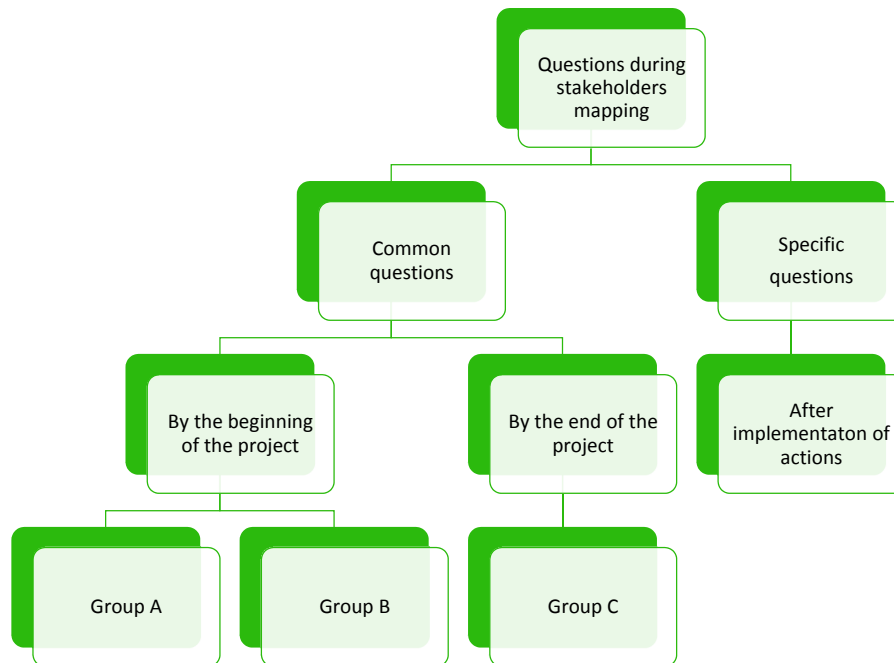 Questions during
stakeholders
mapping
Common
questions
Specific
questions
By the beginning
of the project
By the end of the
project
After
implementaton of
actions
Group A
Group B
Group C